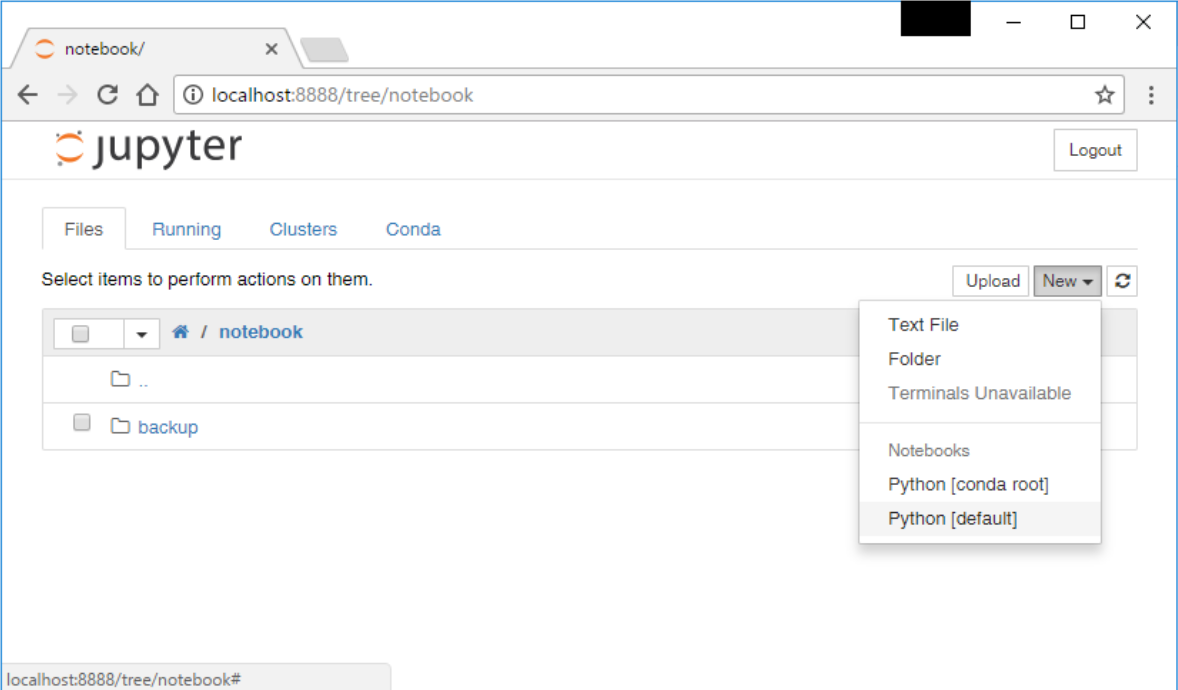 notebook/
localhost:8888/tree/notebook
jupyter
Logout
Files Running Clusters Conda
Select items to perform actions on them.
Upload New
/ notebook
Text File
Folder
..
Terminals Unavailable
backup
Notebooks
Python [conda root]
Python [default]
localhost:8888/tree/notebook#